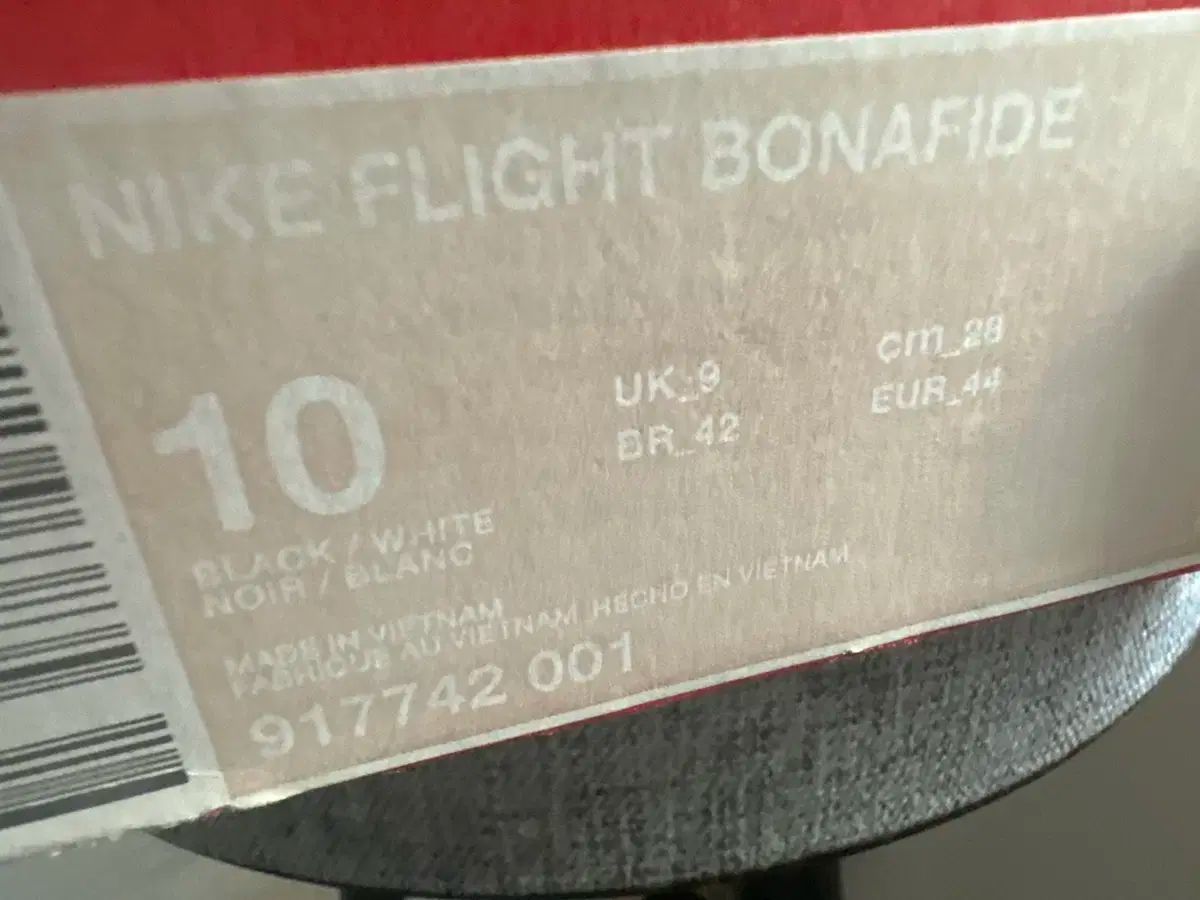 NIKE FLIGHT BONAFIDE
10
UK_9
BR_42
cm_28
EUR_44
BLACK / WHITE
NOIR / BLANC
MADE IN VIETNAM
FABRIQUE AU VIETNAM HECHO EN VIETNAM
917742 001